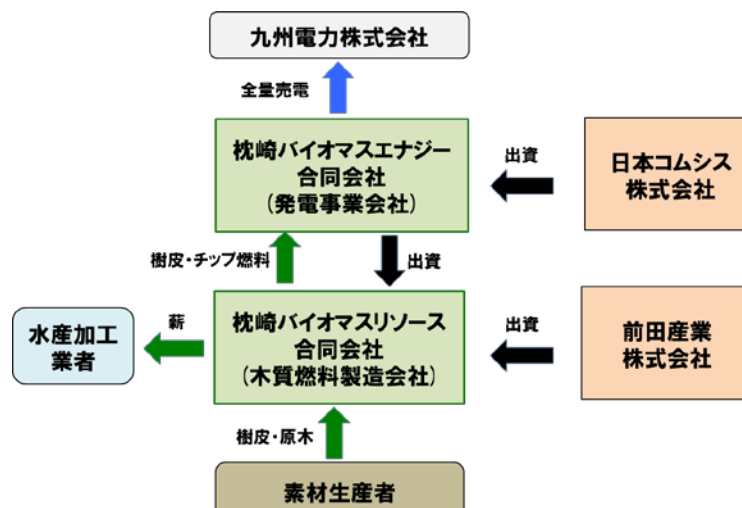 九州電力株式会社
全量売電
枕崎バイオマスエナジー
合同会社
(発電事業会社)
出資
日本コムシス
株式会社
樹皮・チップ燃料
出資
水産加工
業者
薪
枕崎バイオマスリソース
合同会社
(木質燃料製造会社)
出資
前田産業
株式会社
樹皮・原木
素材生産者